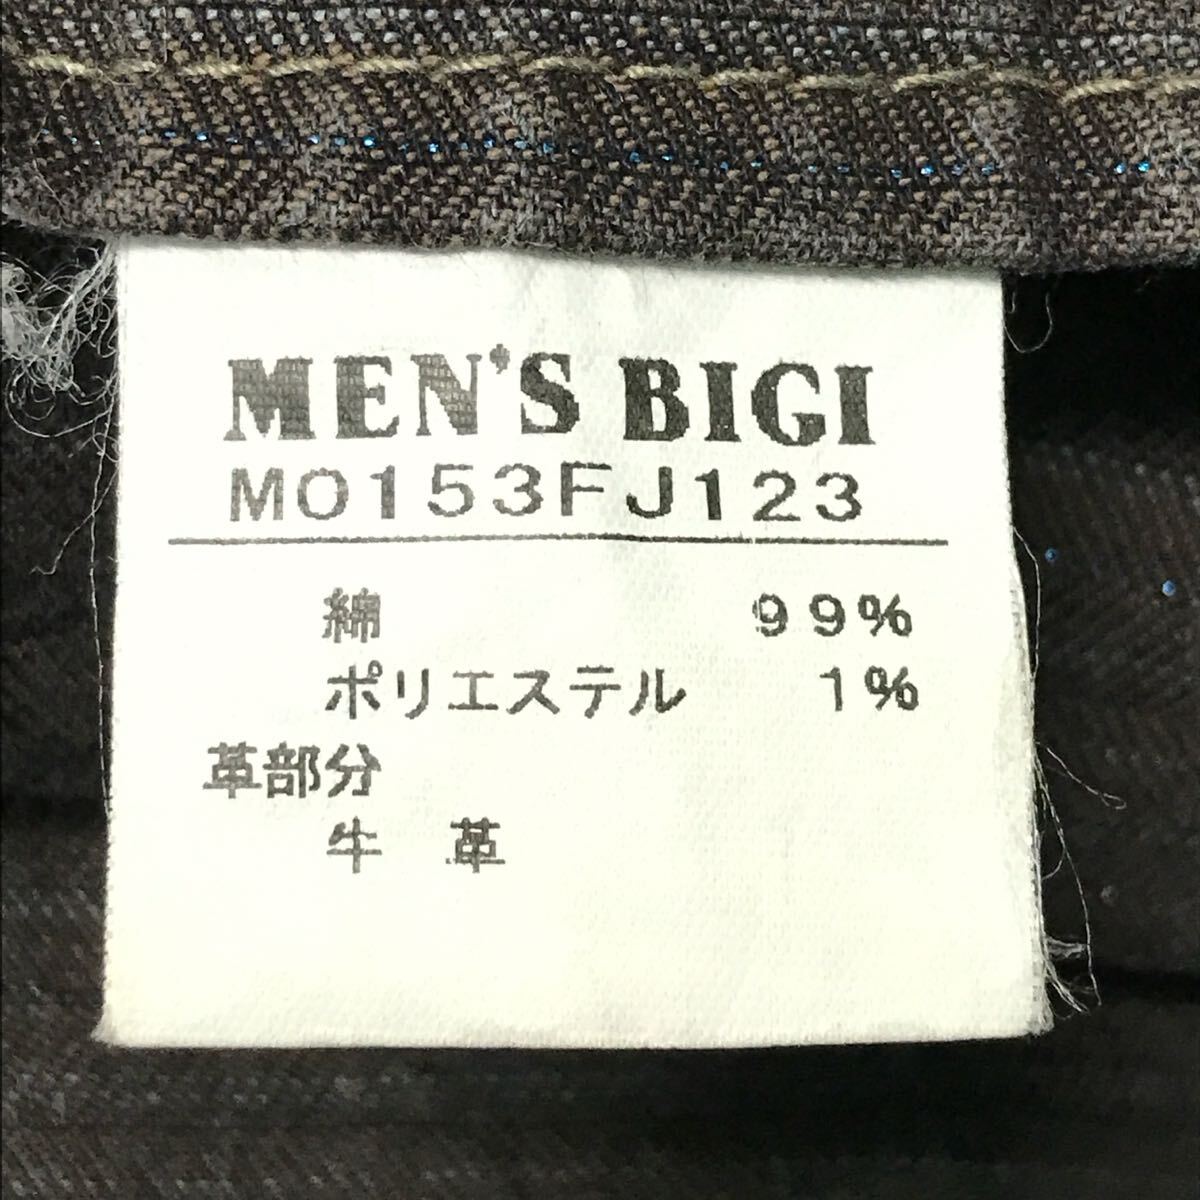 MEN'S BIGI
M0153FJ123
綿 99%
ポリエステル 1%
革部分
牛 革